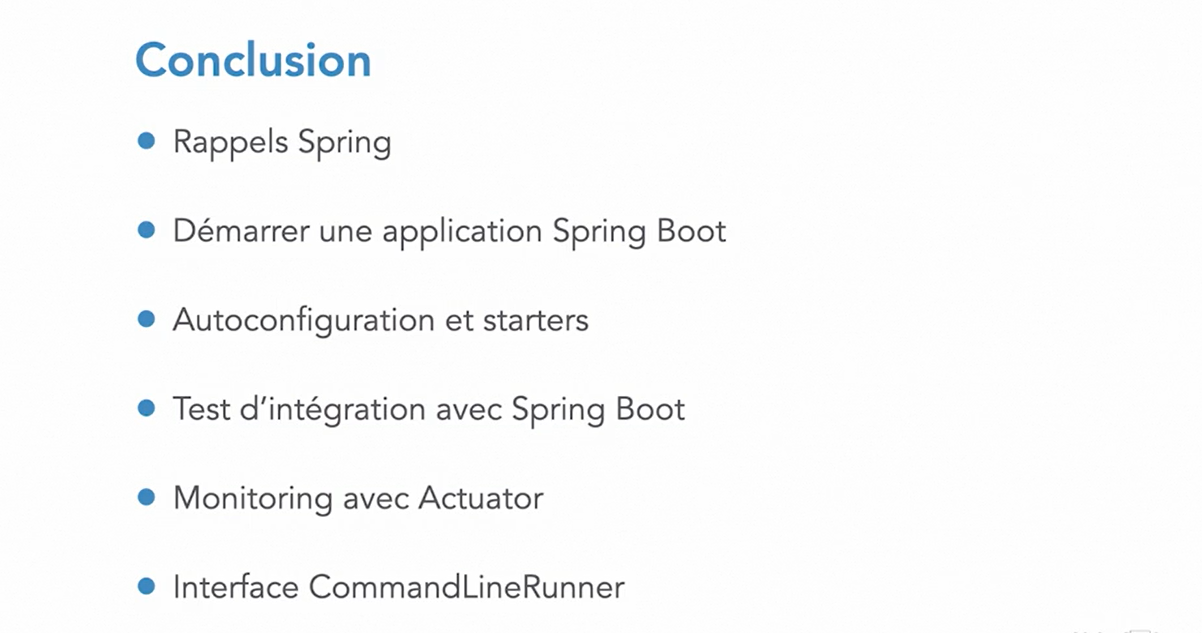 Conclusion
Rappels Spring
Démarrer une application Spring Boot
Autoconfiguration et starters
Test d’intégration avec Spring Boot
Monitoring avec Actuator
Interface CommandLineRunner